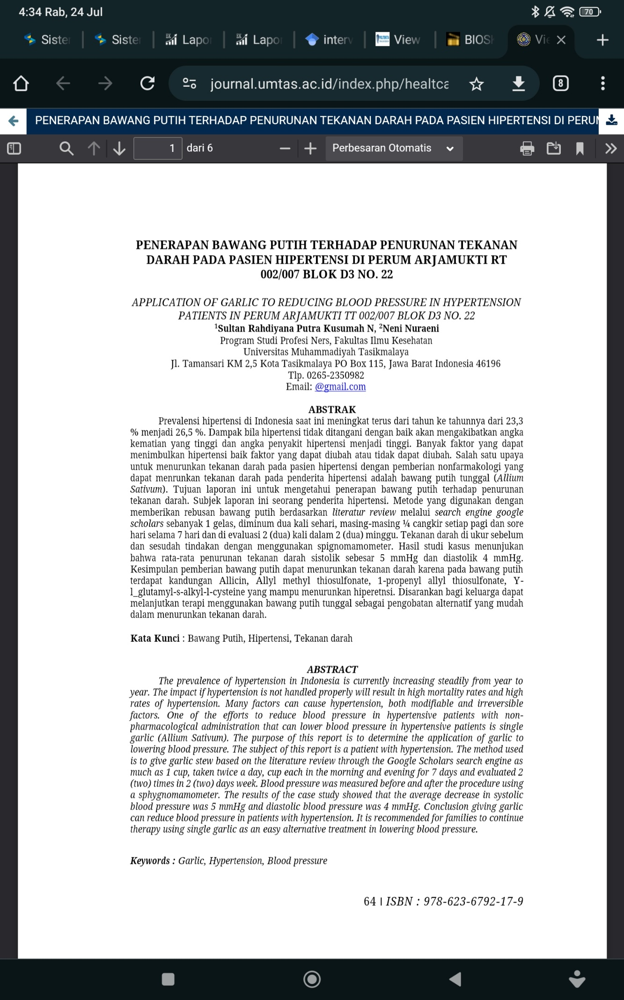 4:34 Rab, 24 Jul
70
Sister
Sister
Lapor
Lapor
interv
View
BIOSK
Vie
journal.umtas.ac.id/index.php/healtca
8
PENERAPAN BAWANG PUTIH TERHADAP PENURUNAN TEKANAN DARAH PADA PASIEN HIPERTENSI DI PERUM
1 dari 6
Perbesaran Otomatis
PENERAPAN BAWANG PUTIH TERHADAP PENURUNAN TEKANAN
DARAH PADA PASIEN HIPERTENSI DI PERUM ARJAMUKTI RT
002/007 BLOK D3 NO. 22
APPLICATION OF GARLIC TO REDUCING BLOOD PRESSURE IN HYPERTENSION
PATIENTS IN PERUM ARJAMUKTI TT 002/007 BLOK D3 NO. 22
¹Sultan Rahdiyana Putra Kusumah N, ²Neni Nuraeni
Program Studi Profesi Ners, Fakultas Ilmu Kesehatan
Universitas Muhammadiyah Tasikmalaya
Jl. Tamansari KM 2,5 Kota Tasikmalaya PO Box 115, Jawa Barat Indonesia 46196
Tlp. 0265-2350982
Email: @gmail.com
ABSTRAK
Prevalensi hipertensi di Indonesia saat ini meningkat terus dari tahun ke tahunnya dari 23,3
% menjadi 26,5 %. Dampak bila hipertensi tidak ditangani dengan baik akan mengakibatkan angka
kematian yang tinggi dan angka penyakit hipertensi menjadi tinggi. Banyak faktor yang dapat
menimbulkan hipertensi baik faktor yang dapat diubah atau tidak dapat diubah. Salah satu upaya
untuk menurunkan tekanan darah pada pasien hipertensi dengan pemberian nonfarmakologi yang
dapat menrunkan tekanan darah pada penderita hipertensi adalah bawang putih tunggal (Allium
Sativum). Tujuan laporan ini untuk mengetahui penerapan bawang putih terhadap penurunan
tekanan darah. Subjek laporan ini seorang penderita hipertensi. Metode yang digunakan dengan
memberikan rebusan bawang putih berdasarkan literatur review melalui search engine google
scholars sebanyak 1 gelas, diminum dua kali sehari, masing-masing ¼ cangkir setiap pagi dan sore
hari selama 7 hari dan di evaluasi 2 (dua) kali dalam 2 (dua) minggu. Tekanan darah di ukur sebelum
dan sesudah tindakan dengan menggunakan spignomamometer. Hasil studi kasus menunjukan
bahwa rata-rata penurunan tekanan darah sistolik sebesar 5 mmHg dan diastolik 4 mmHg.
Kesimpulan pemberian bawang putih dapat menurunkan tekanan darah karena pada bawang putih
terdapat kandungan Allicin, Allyl methyl thiosulfonate, 1-propenyl allyl thiosulfonate, Y-
l_glutamyl-s-alkyl-l-cysteine yang mampu menurunkan hiperetnsi. Disarankan bagi keluarga dapat
melanjutkan terapi menggunakan bawang putih tunggal sebagai pengobatan alternatif yang mudah
dalam menurunkan tekanan darah.
Kata Kunci : Bawang Putih, Hipertensi, Tekanan darah
ABSTRACT
The prevalence of hypertension in Indonesia is currently increasing steadily from year to
year. The impact if hypertension is not handled properly will result in high mortality rates and high
rates of hypertension. Many factors can cause hypertension, both modifiable and irreversible
factors. One of the efforts to reduce blood pressure in hypertensive patients with non-
pharmacological administration that can lower blood pressure in hypertensive patients is single
garlic (Allium Sativum). The purpose of this report is to determine the application of garlic to
lowering blood pressure. The subject of this report is a patient with hypertension. The method used
is to give garlic stew based on the literature review through the Google Scholars search engine as
much as 1 cup, taken twice a day, cup each in the morning and evening for 7 days and evaluated 2
(two) times in 2 (two) days week. Blood pressure was measured before and after the procedure using
a sphygnomamometer. The results of the case study showed that the average decrease in systolic
blood pressure was 5 mmHg and diastolic blood pressure was 4 mmHg. Conclusion giving garlic
can reduce blood pressure in patients with hypertension. It is recommended for families to continue
therapy using single garlic as an easy alternative treatment in lowering blood pressure.
Keywords : Garlic, Hypertension, Blood pressure
64 | ISBN : 978-623-6792-17-9